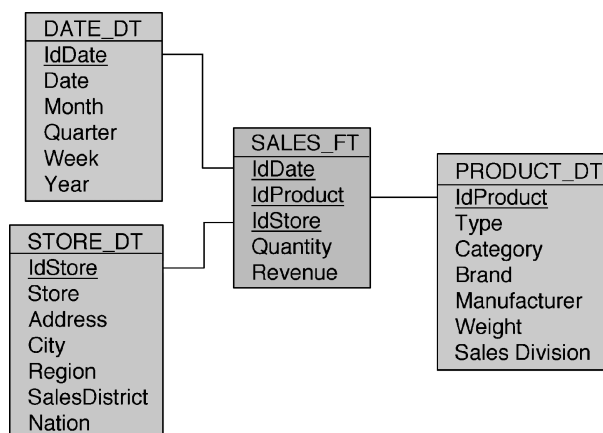 DATE_DT
IdDate
Date
Month
Quarter
Week
Year
STORE_DT
IdStore
Store
Address
City
Region
SalesDistrict
Nation
SALES_FT
IdDate
IdProduct
IdStore
Quantity
Revenue
PRODUCT_DT
IdProduct
Type
Category
Brand
Manufacturer
Weight
Sales Division